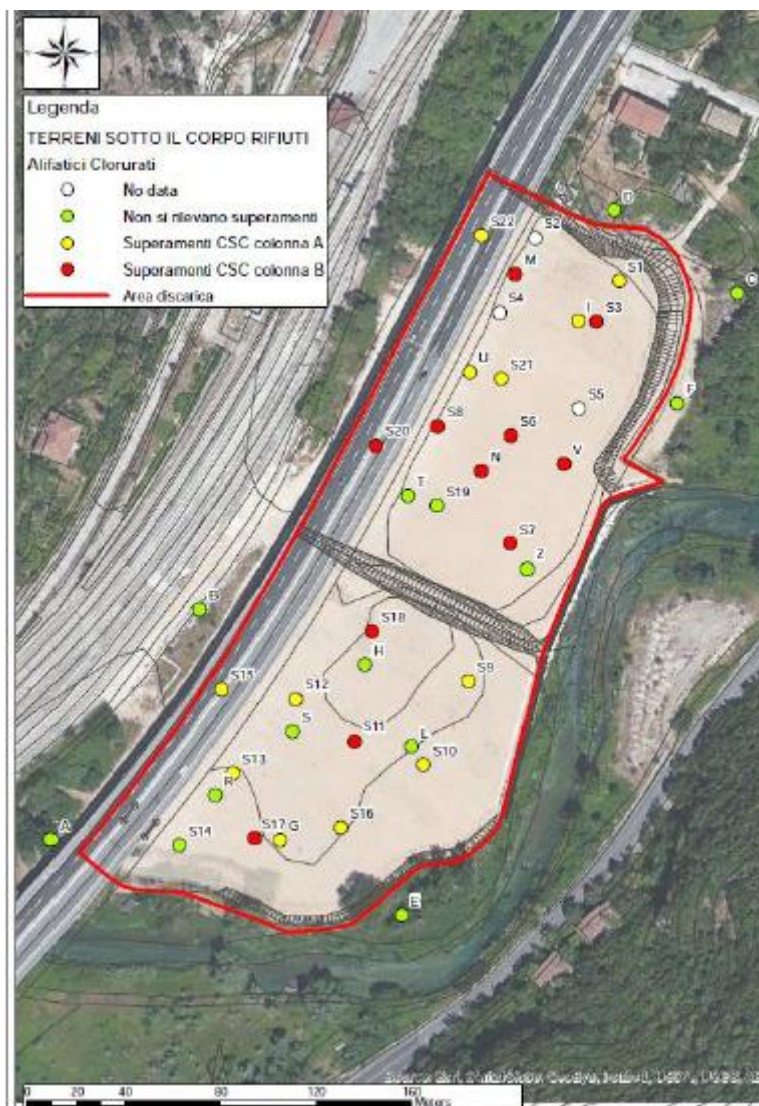 Legenda
TERRENI SOTTO IL CORPO RIFIUTI
Alifatici Clorurati
No data
Non si rilevano superamenti
Superamenti CSC colonna A
Superamenti CSC colonna B
Area discarica
D
S22
S2
M
S1
C
S4
I
S3
U
S21
F
S5
S8
S6
S20
N
V
T
S19
S7
Z
B
S18
H
S9
S15
S12
S
S11
L
S10
S13
R
A
S16
S14
S17
G
E
0 40 80 120 160
Meters